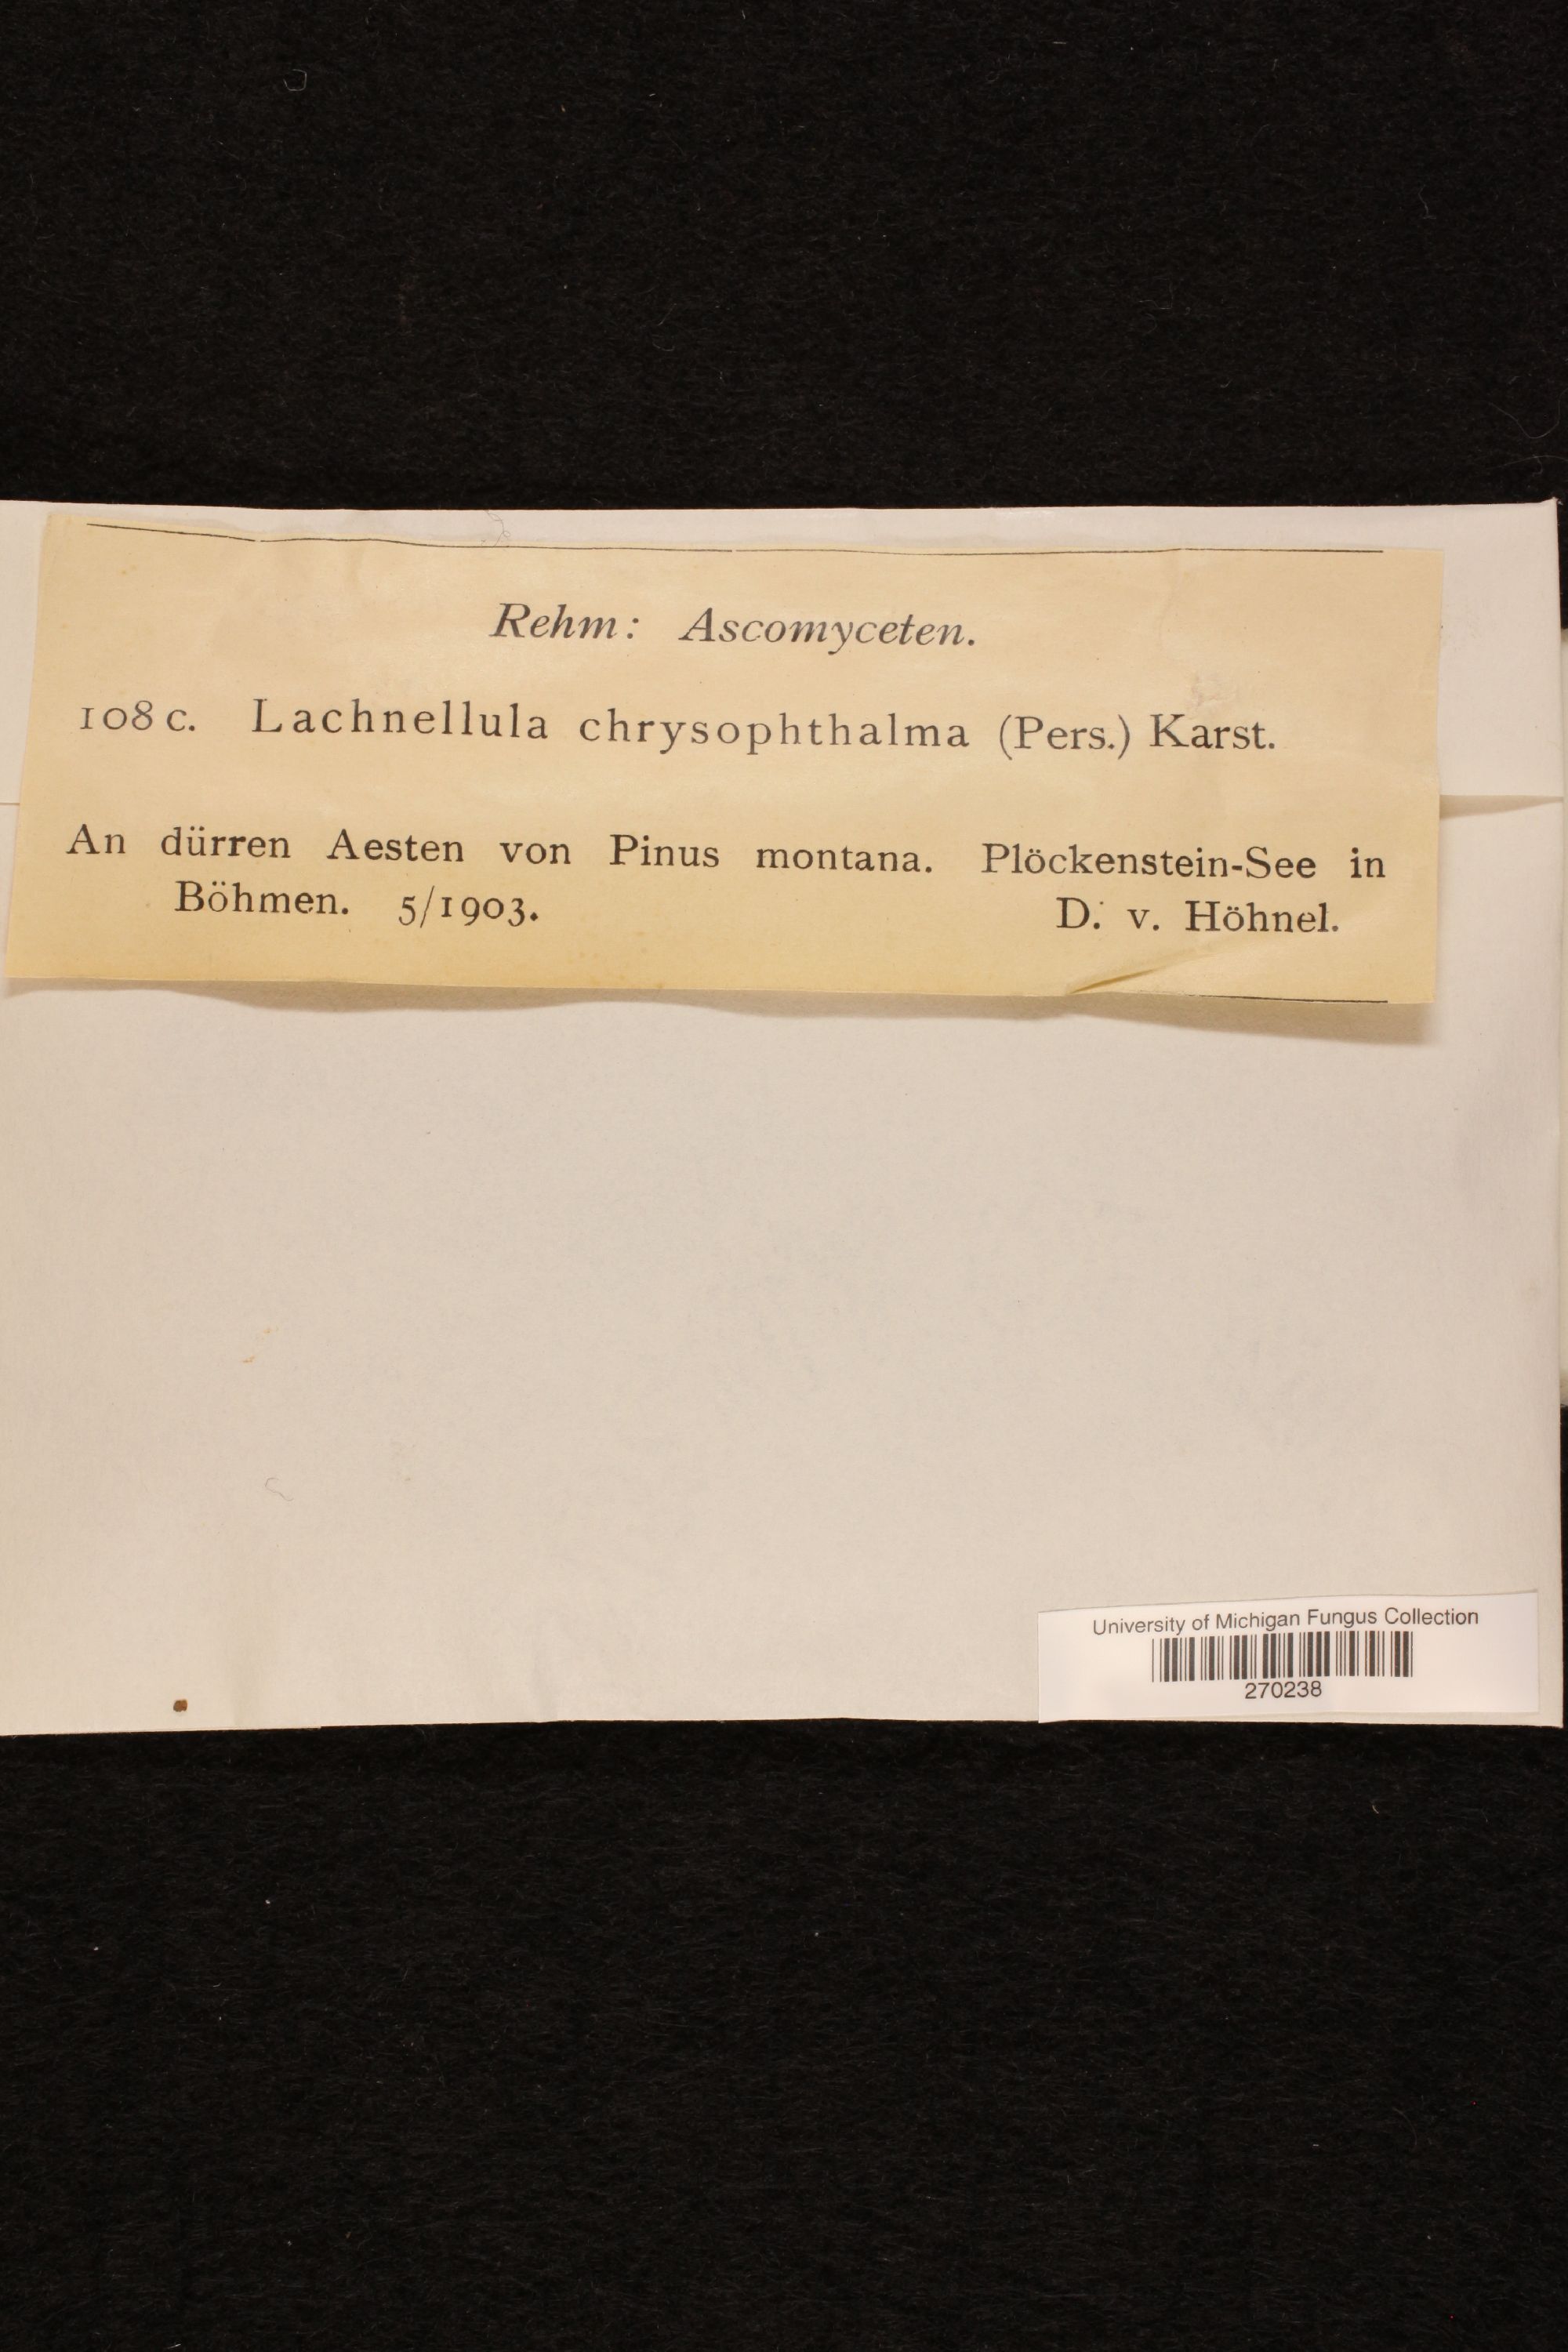 Rehm: Ascomyceten.
108 c. Lachnellula chrysophthalma (Pers.) Karst.
An dürren Aesten von Pinus montana. Plöckenstein-See in
Böhmen. 5/1903. D. v. Höhnel.
University of Michigan Fungus Collection
270238